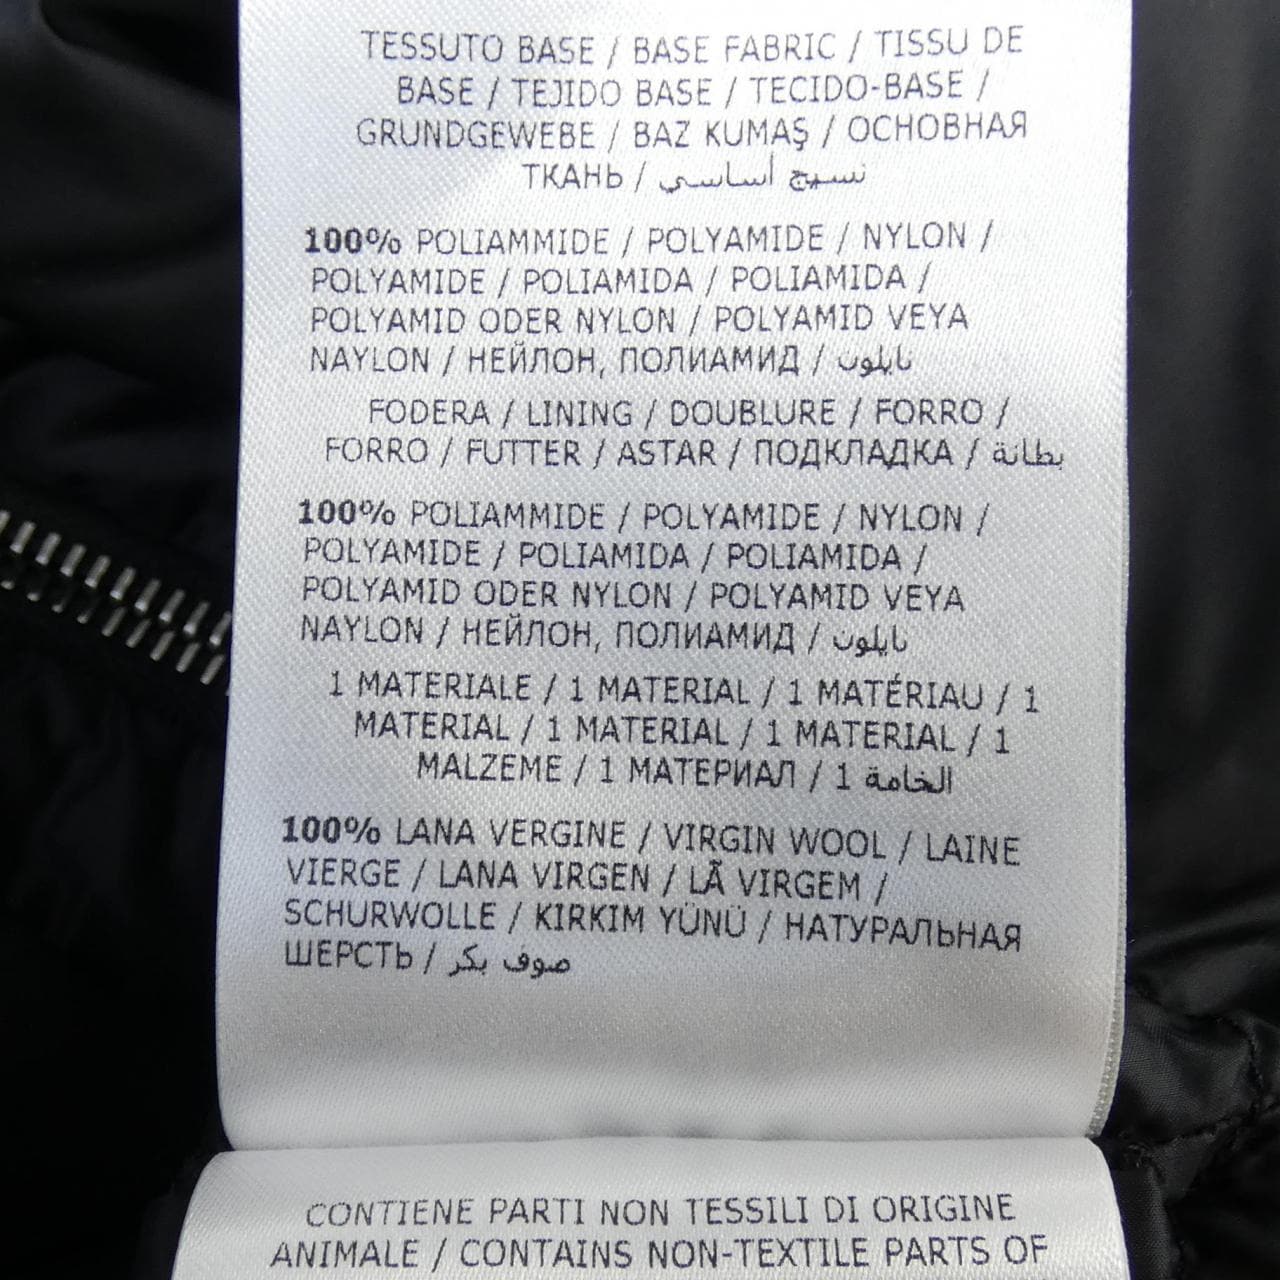 TESSUTO BASE / BASE FABRIC / TISSU DE
BASE / TEJIDO BASE / TECIDO-BASE /
GRUNDGEWEBE / BAZ KUMAŞ / ОСНОВНАЯ
ТКАНЬ / نسيج أساسي
100% POLIAMMIDE / POLYAMIDE / NYLON /
POLYAMIDE / POLIAMIDA / POLIAMIDA /
POLYAMID ODER NYLON / POLYAMID VEYA
NAYLON / НЕЙЛОН, ПОЛИАМИД / نايلون
FODERA / LINING / DOUBLURE / FORRO /
FORRO / FUTTER / ASTAR / ПОДКЛАДКА / بطانة
100% POLIAMMIDE / POLYAMIDE / NYLON /
POLYAMIDE / POLIAMIDA / POLIAMIDA /
POLYAMID ODER NYLON / POLYAMID VEYA
NAYLON / НЕЙЛОН, ПОЛИАМИД / نايلون
1 MATERIALE / 1 MATERIAL / 1 MATÉRIAU / 1
MATERIAL / 1 MATERIAL / 1 MATERIAL / 1
MALZEME / 1 МАТЕРИАЛ / 1 الخامة
100% LANA VERGINE / VIRGIN WOOL / LAINE
VIERGE / LANA VIRGEN / LÃ VIRGEM /
SCHURWOLLE / KIRKIM YÜNÜ / НАТУРАЛЬНАЯ
ШЕРСТЬ / صوف بكر
CONTIENE PARTI NON TESSILI DI ORIGINE
ANIMALE / CONTAINS NON-TEXTILE PARTS OF